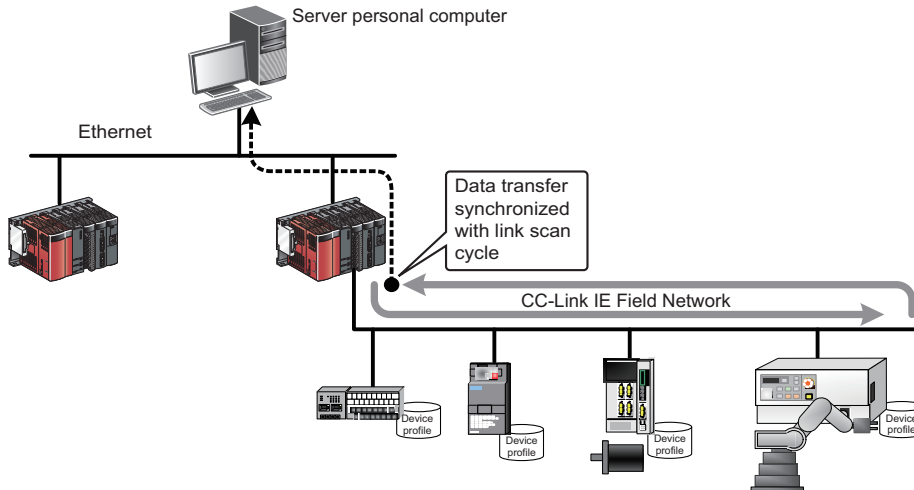 Server personal computer
Ethernet
Data transfer
synchronized
with link scan
cycle
CC-Link IE Field Network
Device
profile
Device
profile
Device
profile
Device
profile